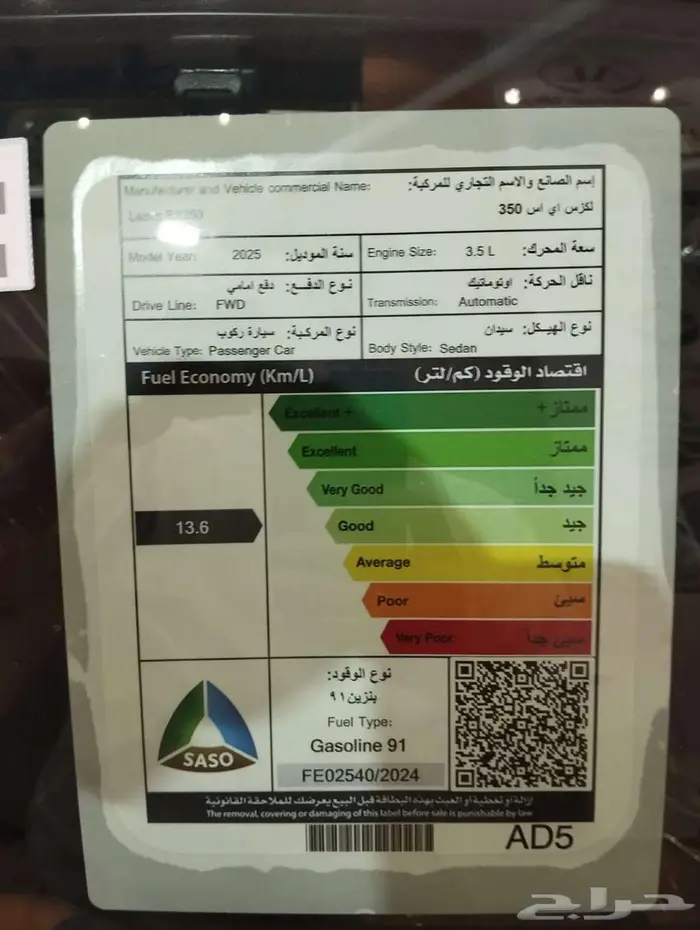 Manufacturer and Vehicle commercial Name: إسم الصانع والاسم التجاري للمركبة:
لكزس اي اس 350
Model Year: 2025 سنة الموديل:
Engine Size: 3.5 L سعة المحرك:
نوع الدفع: دفع امامي
Drive Line: FWD
ناقل الحركة: اوتوماتيك
Transmission: Automatic
نوع المركبة: سيارة ركوب
Vehicle Type: Passenger Car
نوع الهيكل: سيدان
Body Style: Sedan
Fuel Economy (Km/L) اقتصاد الوقود (كم/لتر)
Excellent + ممتاز +
Excellent ممتاز
Very Good جيد جداً
13.6
Good جيد
Average متوسط
Poor سيئ
Very Poor سيئ جداً
SASO
نوع الوقود:
بنزين ٩١
Fuel Type:
Gasoline 91
FE02540/2024
إزالة أو تغطية أو العبث بهذه البطاقة قبل البيع يعرضك للملاحقة القانونية
The removal, covering or damaging of this label before sale is punishable by law
AD5
حراج